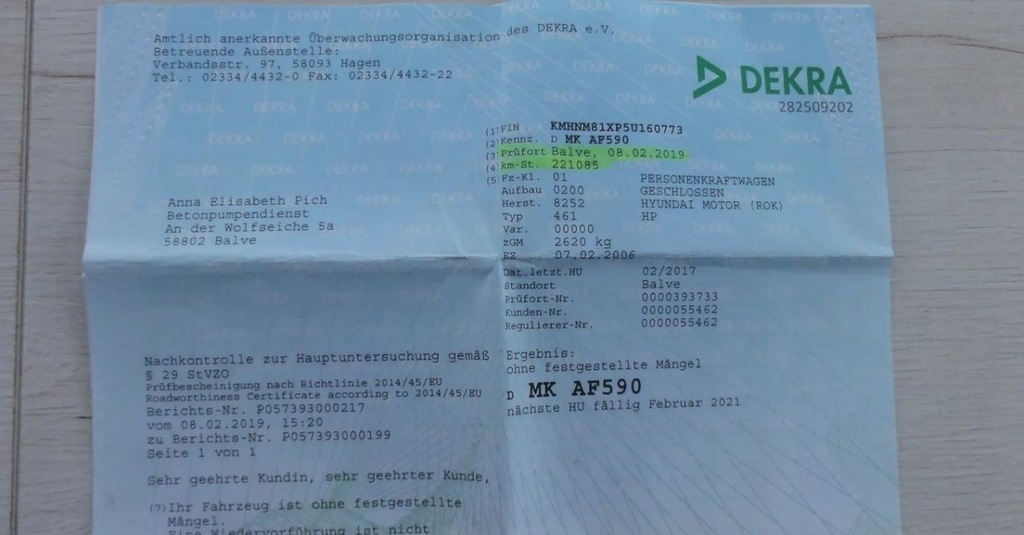 Amtlich anerkannte Überwachungsorganisation des DEKRA e.V.
Betreuende Außenstelle:
Verbandsstr. 97, 58093 Hagen
Tel.: 02334/4432-0 Fax: 02334/4432-22
DEKRA
282509202
(1) FIN KMHNM81XP5U160773
(2) Kennz. D MK AF590
(3) Prüfort Balve, 08.02.2019
(4) km-St. 221085
(5) Fz-Kl. 01 PERSONENKRAFTWAGEN
Aufbau 0200 GESCHLOSSEN
Herst. 8252 HYUNDAI MOTOR (ROK)
Typ 461 HP
Var. 00000
zGM 2620 kg
EZ 07.02.2006
Dat.letzt.HU 02/2017
Standort Balve
Prüfort-Nr. 0000393733
Kunden-Nr. 0000055462
Regulierer-Nr. 0000055462
Anna Elisabeth Pich
Betonpumpendienst
An der Wolfseiche 5a
58802 Balve
Nachkontrolle zur Hauptuntersuchung gemäß
§ 29 StVZO
Prüfbescheinigung nach Richtlinie 2014/45/EU
Roadworthiness Certificate according to 2014/45/EU
Berichts-Nr. P057393000217
vom 08.02.2019, 15:20
zu Berichts-Nr. P057393000199
Seite 1 von 1
Ergebnis:
ohne festgestellte Mängel
D MK AF590
nächste HU fällig Februar 2021
Sehr geehrte Kundin, sehr geehrter Kunde,
(7) Ihr Fahrzeug ist ohne festgestellte
Mängel.
Eine Wiedervorführung ist nicht